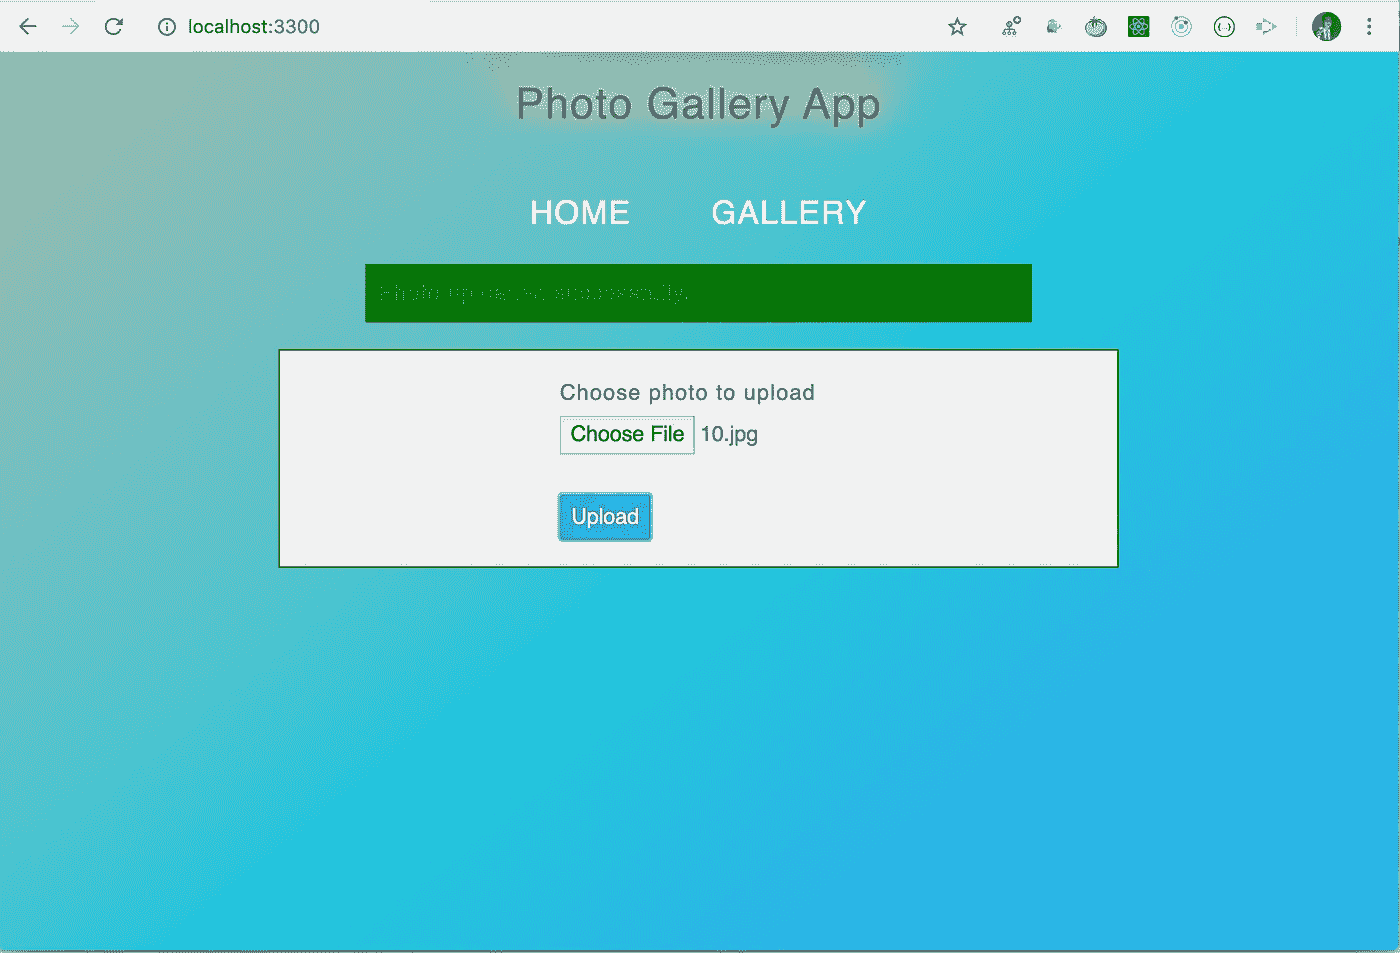 localhost:3300
Photo Gallery App
HOME GALLERY
Photo uploaded successfully.
Choose photo to upload
Choose File 10.jpg
Upload